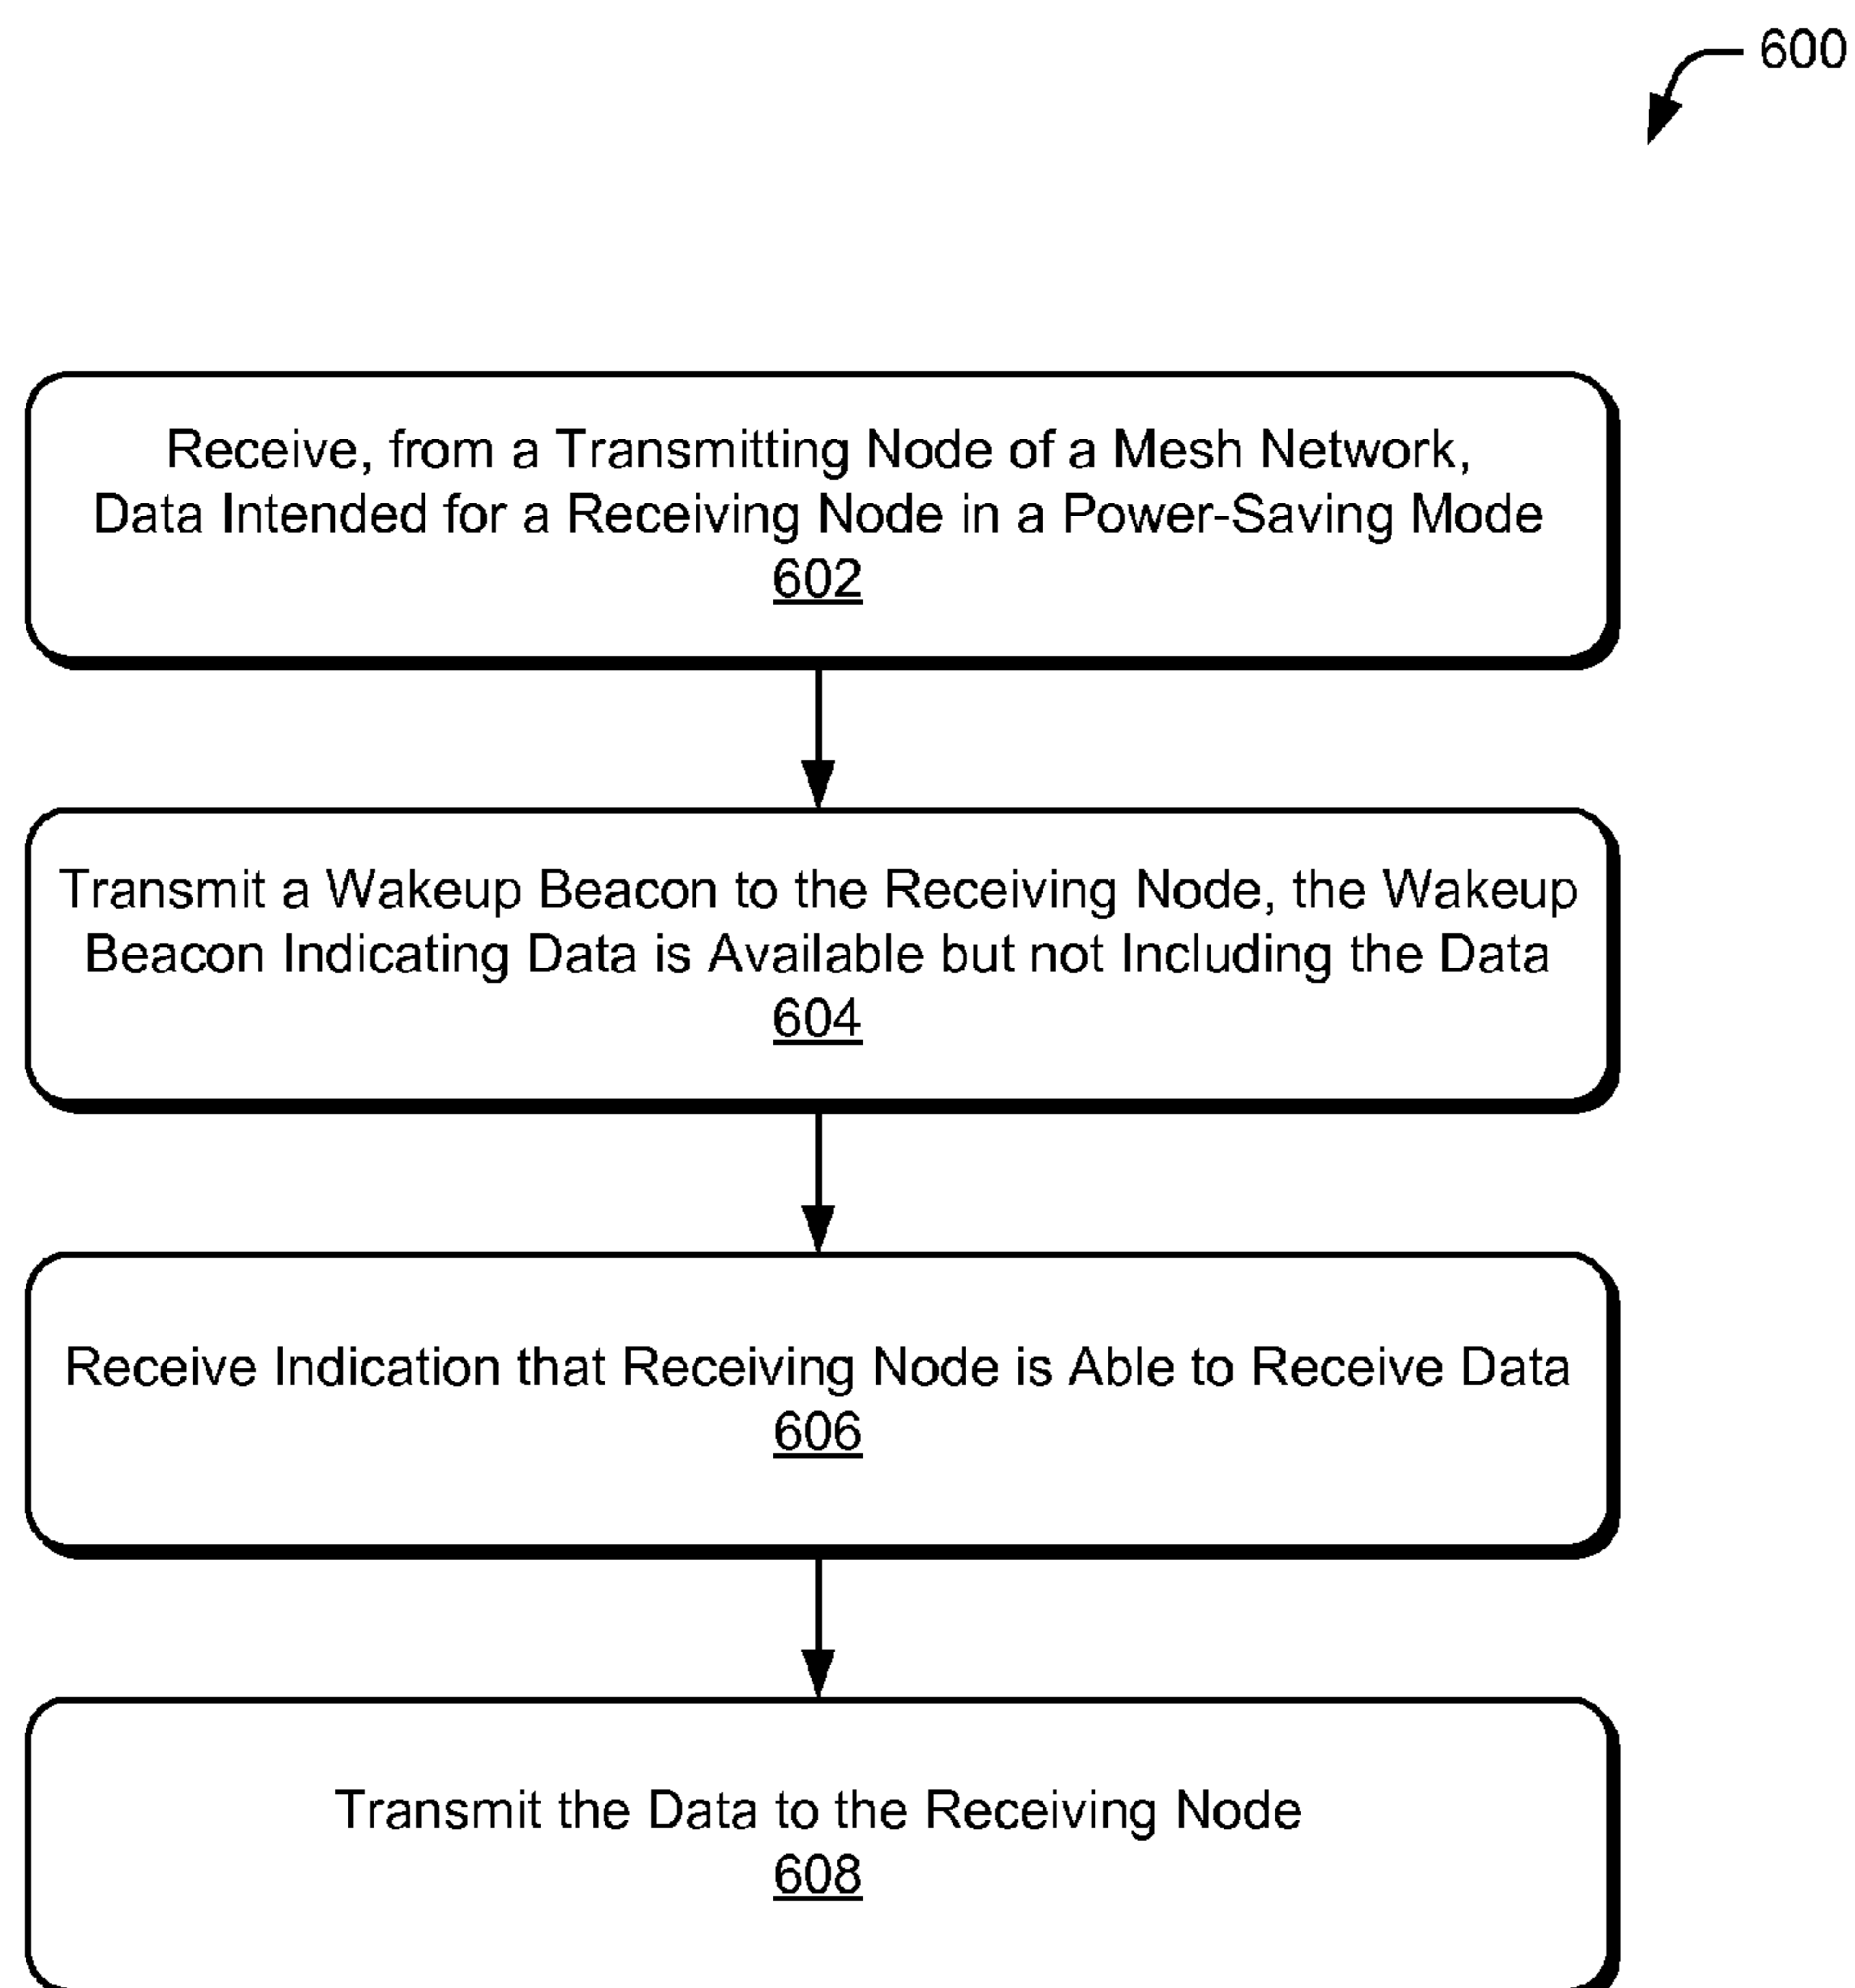 600
Receive, from a Transmitting Node of a Mesh Network,
Data Intended for a Receiving Node in a Power-Saving Mode
602
Transmit a Wakeup Beacon to the Receiving Node, the Wakeup
Beacon Indicating Data is Available but not Including the Data
604
Receive Indication that Receiving Node is Able to Receive Data
606
Transmit the Data to the Receiving Node
608